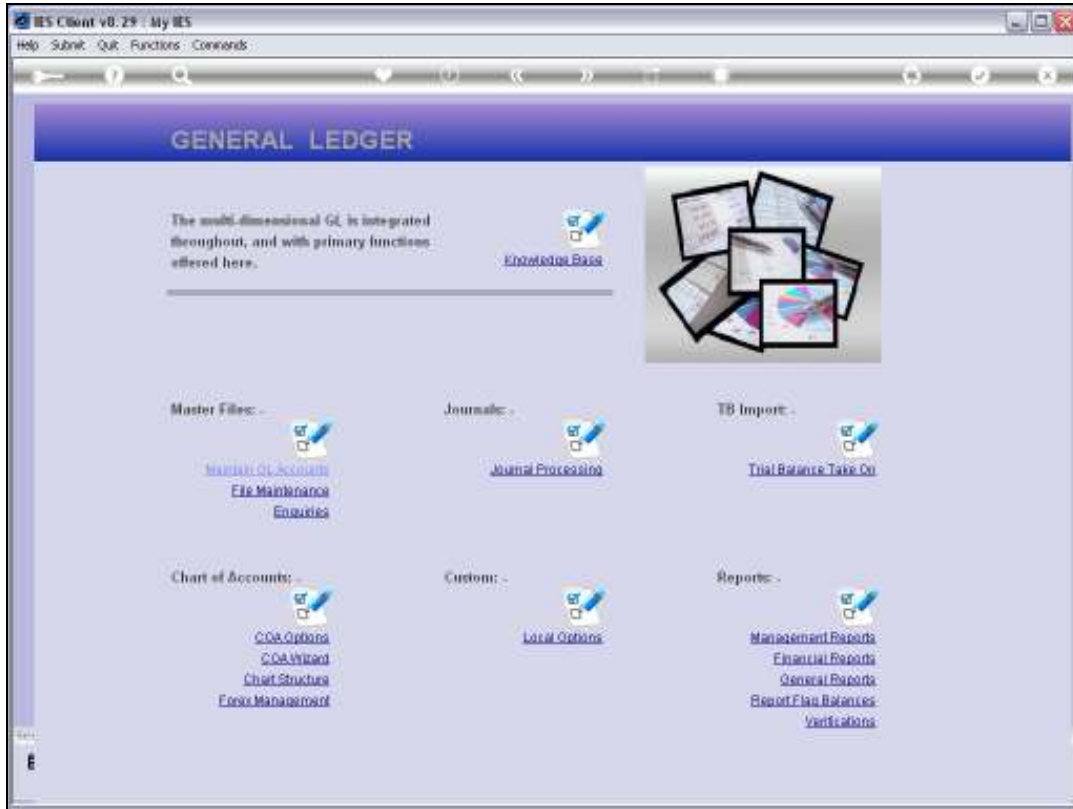 IES Client v8.29 : My IES
Help Submit Quit Functions Commands
GENERAL LEDGER
The multi-dimensional GL is integrated
throughout, and with primary functions
offered here.
Knowledge Base
Master Files: -
Journals: -
TB Import: -
Maintain GL Accounts
Journal Processing
Trial Balance Take On
File Maintenance
Enquiries
Chart of Accounts: -
Custom: -
Reports: -
COA Options
Local Options
Management Reports
COA Wizard
Financial Reports
Chart Structure
General Reports
Forex Management
Report Flag Balances
Verifications